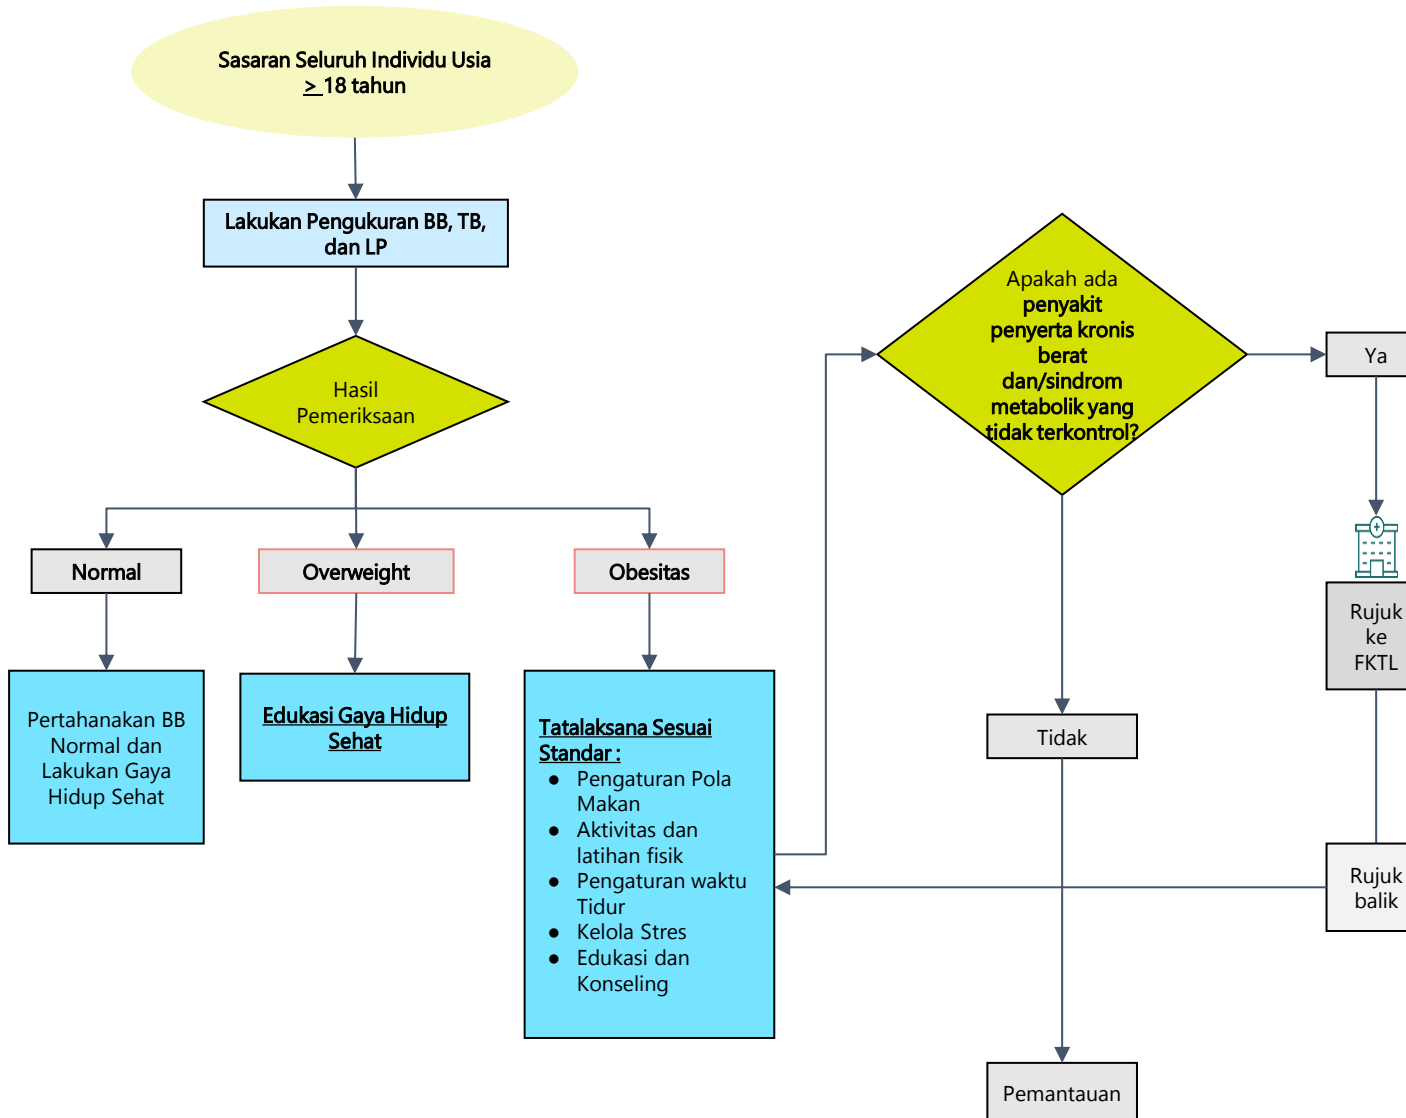 Sasaran Seluruh Individu Usia
> 18 tahun
Lakukan Pengukuran BB, TB,
dan LP
Hasil
Pemeriksaan
Normal
Overweight
Obesitas
Pertahanakan BB
Normal dan
Lakukan Gaya
Hidup Sehat
Edukasi Gaya Hidup
Sehat
Tatalaksana Sesuai
Standar :
● Pengaturan Pola
Makan
● Aktivitas dan
latihan fisik
● Pengaturan waktu
Tidur
● Kelola Stres
● Edukasi dan
Konseling
Apakah ada
penyakit
penyerta kronis
berat
dan/sindrom
metabolik yang
tidak terkontrol?
Ya
Rujuk
ke
FKTL
Rujuk
balik
Tidak
Pemantauan